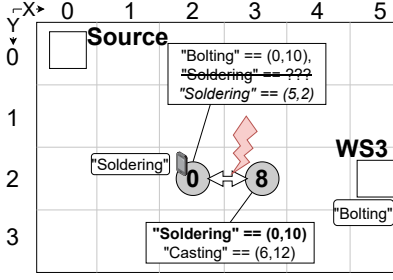 X 0 1 2 3 4 5
Y
Source
0
"Bolting" == (0,10),
"Soldering" == ???
"Soldering" == (5,2)
1
WS3
"Soldering"
2
0
8
"Bolting"
3
"Soldering" == (0,10)
"Casting" == (6,12)